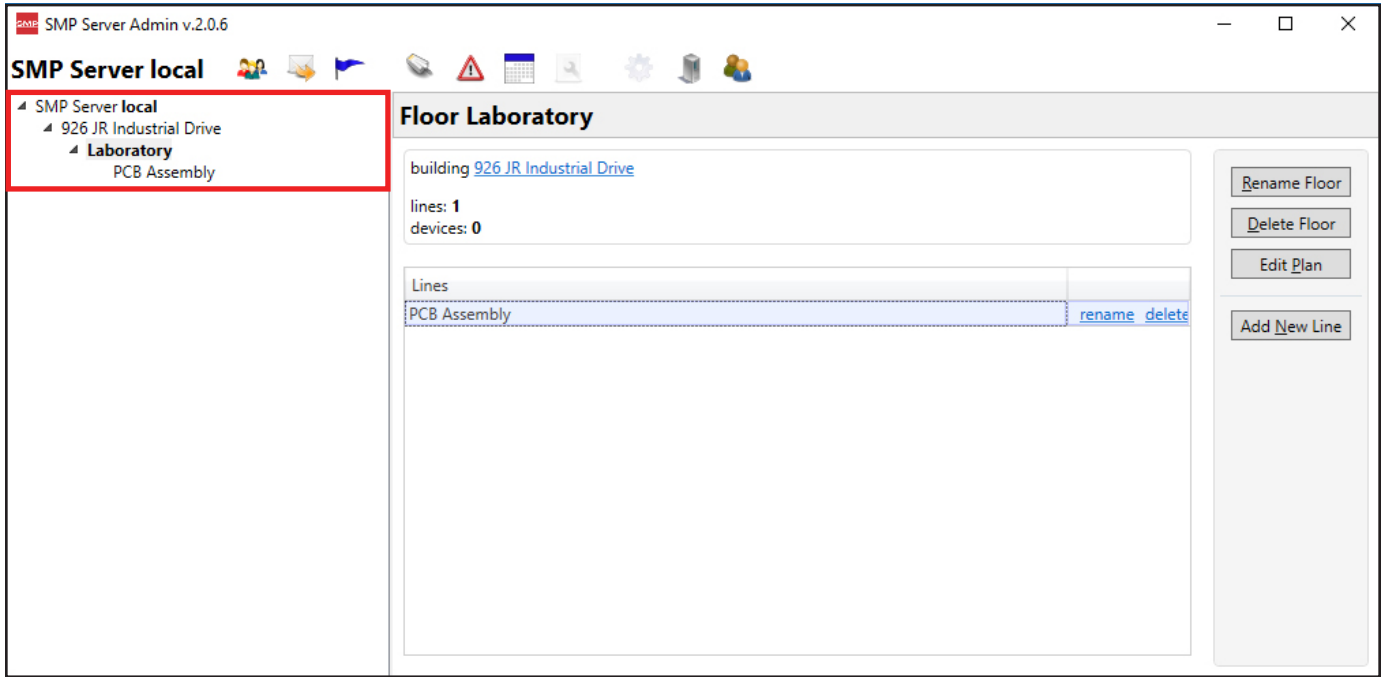 SMP SMP Server Admin v.2.0.6
SMP Server local
SMP Server local
926 JR Industrial Drive
Laboratory
PCB Assembly
Floor Laboratory
building 926 JR Industrial Drive
lines: 1
devices: 0
Rename Floor
Delete Floor
Edit Plan
Add New Line
Lines
PCB Assembly rename delete